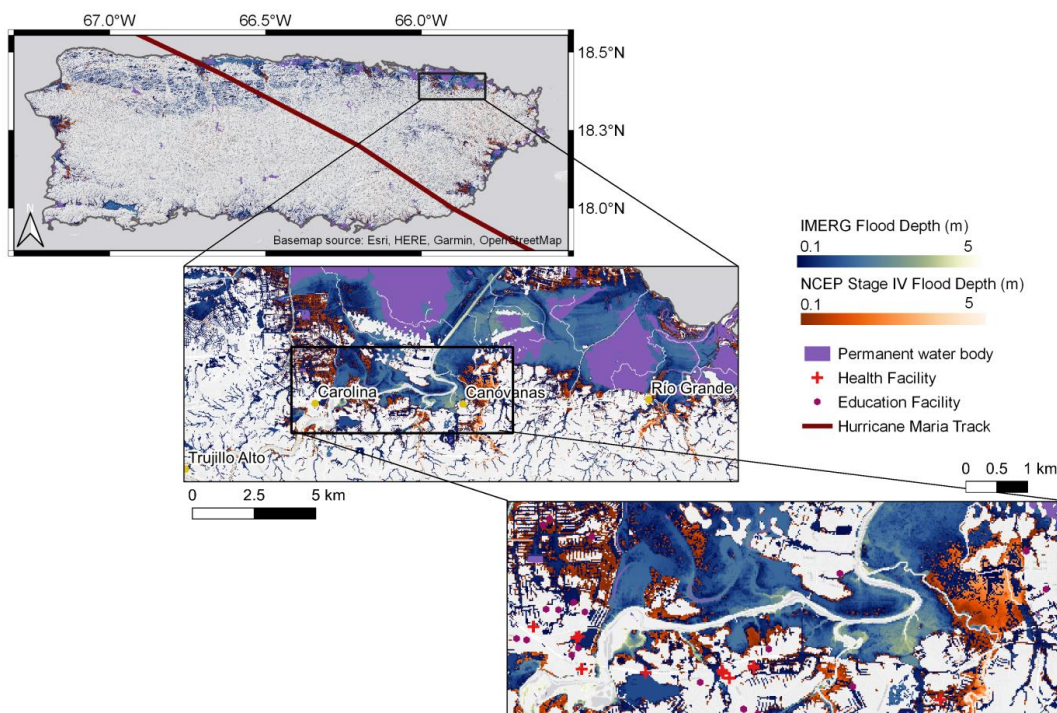 67.0°W 66.5°W 66.0°W
18.5°N
18.3°N
18.0°N
N
Basemap source: Esri, HERE, Garmin, OpenStreetMap
IMERG Flood Depth (m)
0.1 5
NCEP Stage IV Flood Depth (m)
0.1 5
Permanent water body
Health Facility
Education Facility
Hurricane Maria Track
Carolina
Canovanas
Río Grande
Trujillo Alto
0 2.5 5 km
0 0.5 1 km